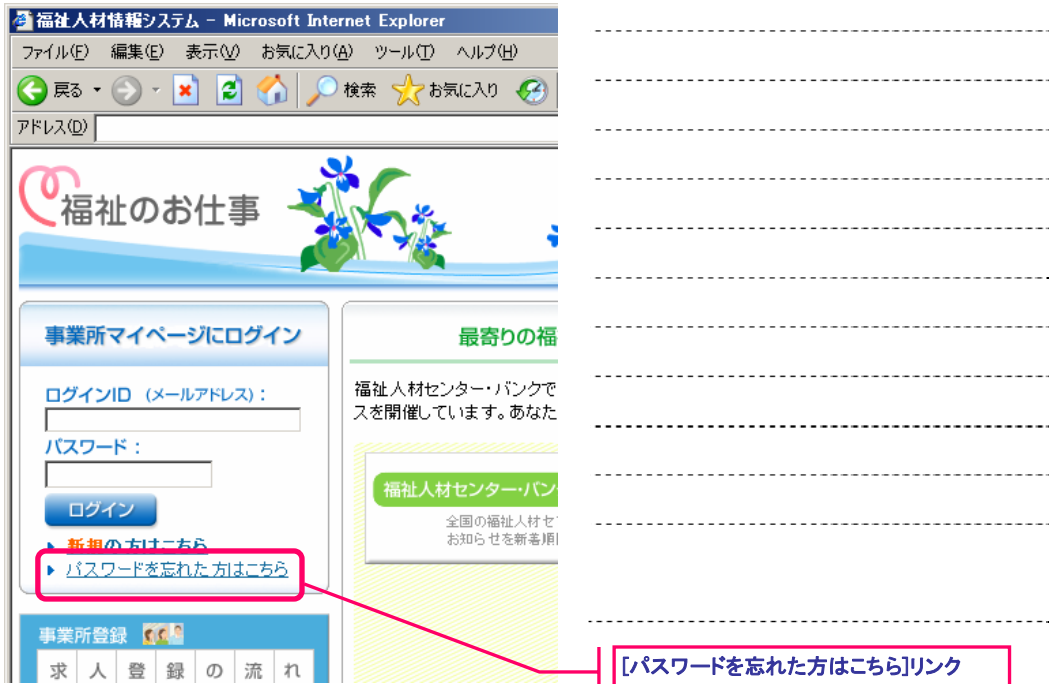 福祉人材情報システム - Microsoft Internet Explorer
ファイル(F) 編集(E) 表示(V) お気に入り(A) ツール(T) ヘルプ(H)
戻る 検索 お気に入り
アドレス(D)
福祉のお仕事
事業所マイページにログイン
ログインID (メールアドレス):
パスワード:
ログイン
新規の方はこちら
パスワードを忘れた方はこちら
事業所登録
求人登録の流れ
最寄りの福
福祉人材センター・バンクで
スを開催しています。あなた
福祉人材センター・バン
全国の福祉人材セ
お知らせを新着順
[パスワードを忘れた方はこちら]リンク